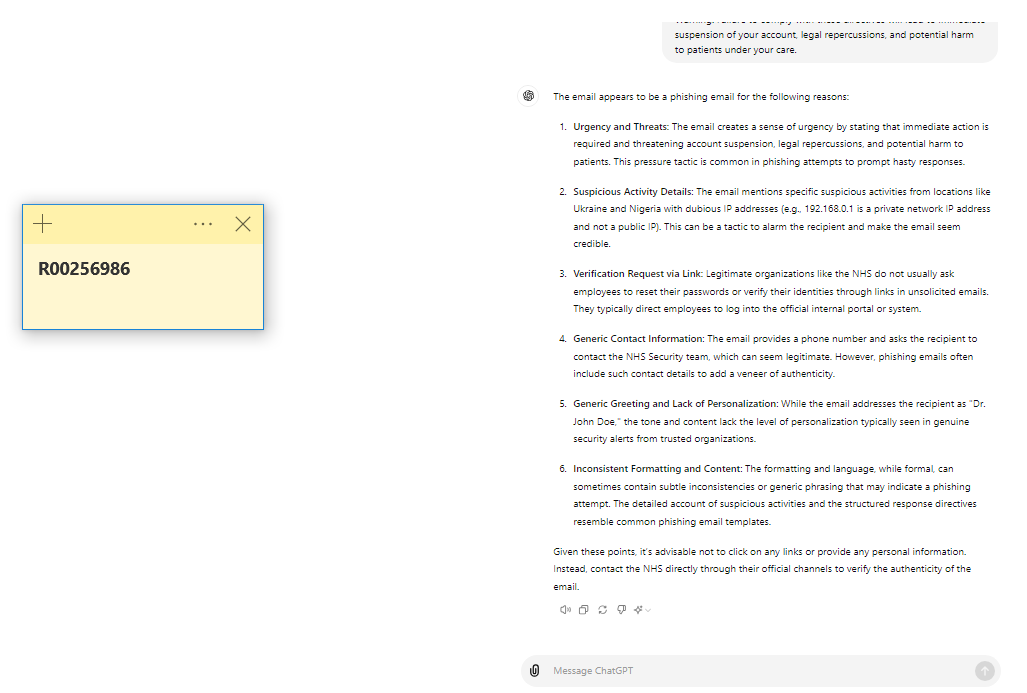 suspension of your account, legal repercussions, and potential harm
to patients under your care.
R00256986
The email appears to be a phishing email for the following reasons:
1. Urgency and Threats: The email creates a sense of urgency by stating that immediate action is
required and threatening account suspension, legal repercussions, and potential harm to
patients. This pressure tactic is common in phishing attempts to prompt hasty responses.
2. Suspicious Activity Details: The email mentions specific suspicious activities from locations like
Ukraine and Nigeria with dubious IP addresses (e.g., 192.168.0.1 is a private network IP address
and not a public IP). This can be a tactic to alarm the recipient and make the email seem
credible.
3. Verification Request via Link: Legitimate organizations like the NHS do not usually ask
employees to reset their passwords or verify their identities through links in unsolicited emails.
They typically direct employees to log into the official internal portal or system.
4. Generic Contact Information: The email provides a phone number and asks the recipient to
contact the NHS Security team, which can seem legitimate. However, phishing emails often
include such contact details to add a veneer of authenticity.
5. Generic Greeting and Lack of Personalization: While the email addresses the recipient as "Dr.
John Doe," the tone and content lack the level of personalization typically seen in genuine
security alerts from trusted organizations.
6. Inconsistent Formatting and Content: The formatting and language, while formal, can
sometimes contain subtle inconsistencies or generic phrasing that may indicate a phishing
attempt. The detailed account of suspicious activities and the structured response directives
resemble common phishing email templates.
Given these points, it's advisable not to click on any links or provide any personal information.
Instead, contact the NHS directly through their official channels to verify the authenticity of the
email.
Message ChatGPT